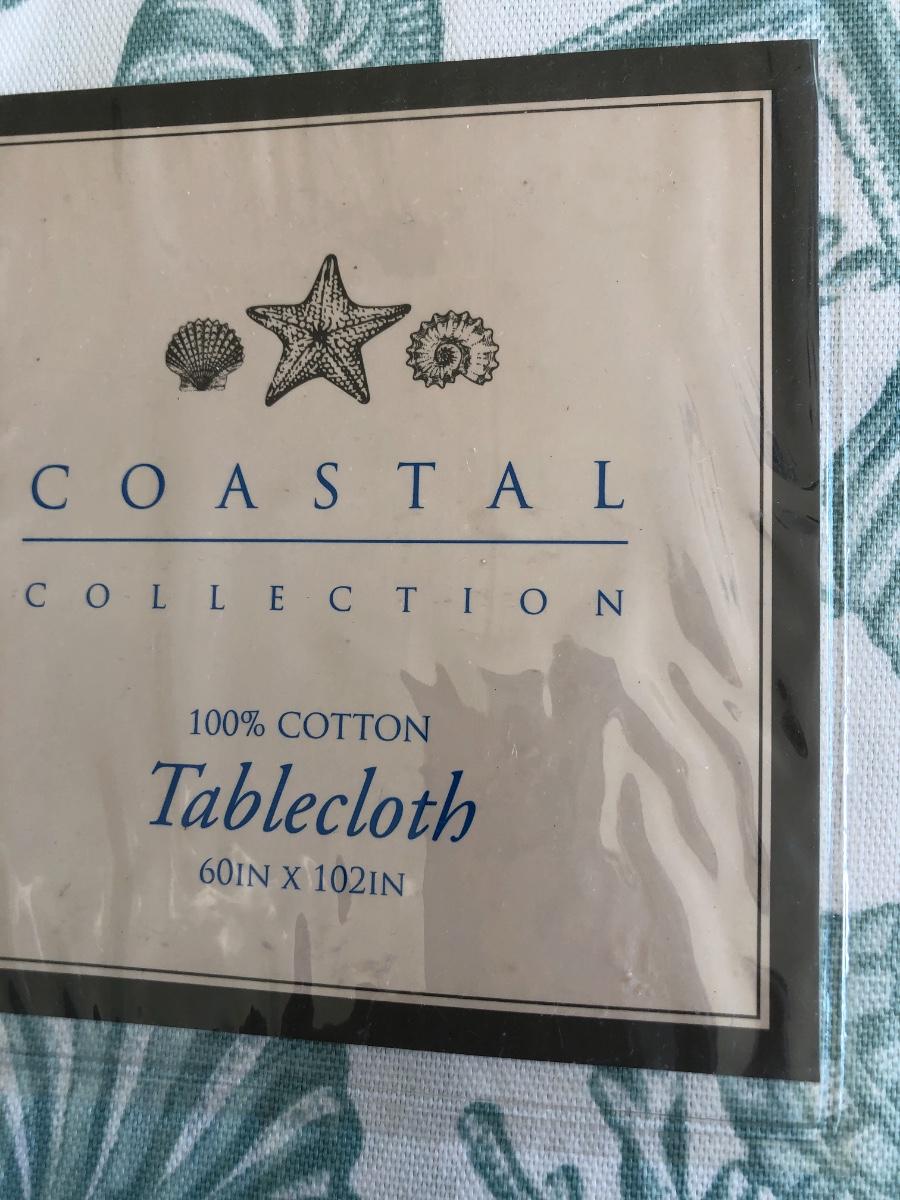 COASTAL
COLLECTION
100% COTTON
Tablecloth
60IN X 102IN